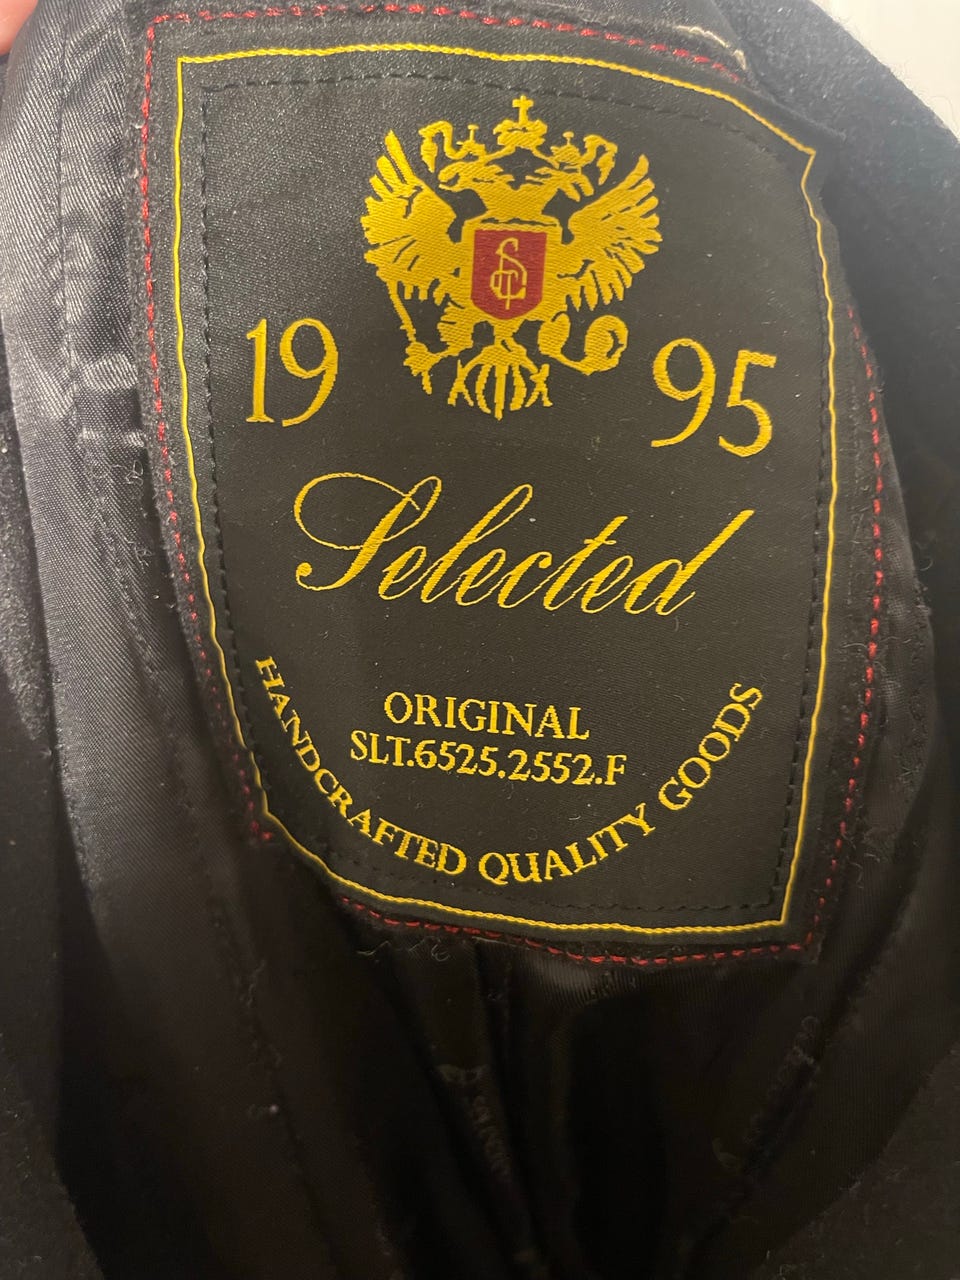 19 95
Selected
ORIGINAL
SLT.6525.2552.F
HANDCRAFTED QUALITY GOODS